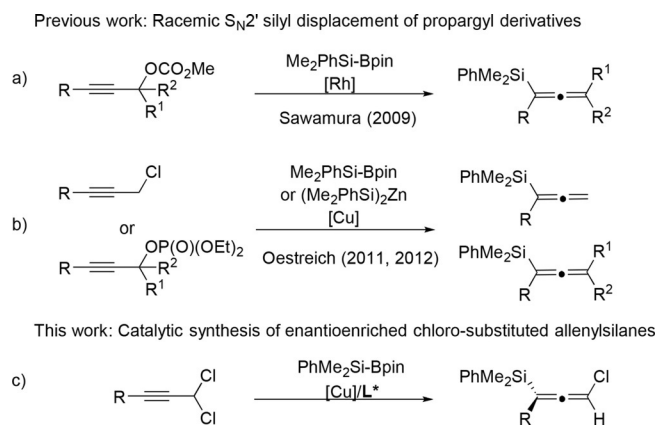 Previous work: Racemic SN2' silyl displacement of propargyl derivatives
a)
R
OCO2Me
R2
R1
Me2PhSi-Bpin
[Rh]
Sawamura (2009)
PhMe2Si
R1
R
R2
b)
R
Cl
or
R
OP(O)(OEt)2
R2
R1
Me2PhSi-Bpin
or (Me2PhSi)2Zn
[Cu]
Oestreich (2011, 2012)
PhMe2Si
R
PhMe2Si
R1
R
R2
This work: Catalytic synthesis of enantioenriched chloro-substituted allenylsilanes
c)
R
Cl
Cl
PhMe2Si-Bpin
[Cu]/L*
PhMe2Si
Cl
R
H